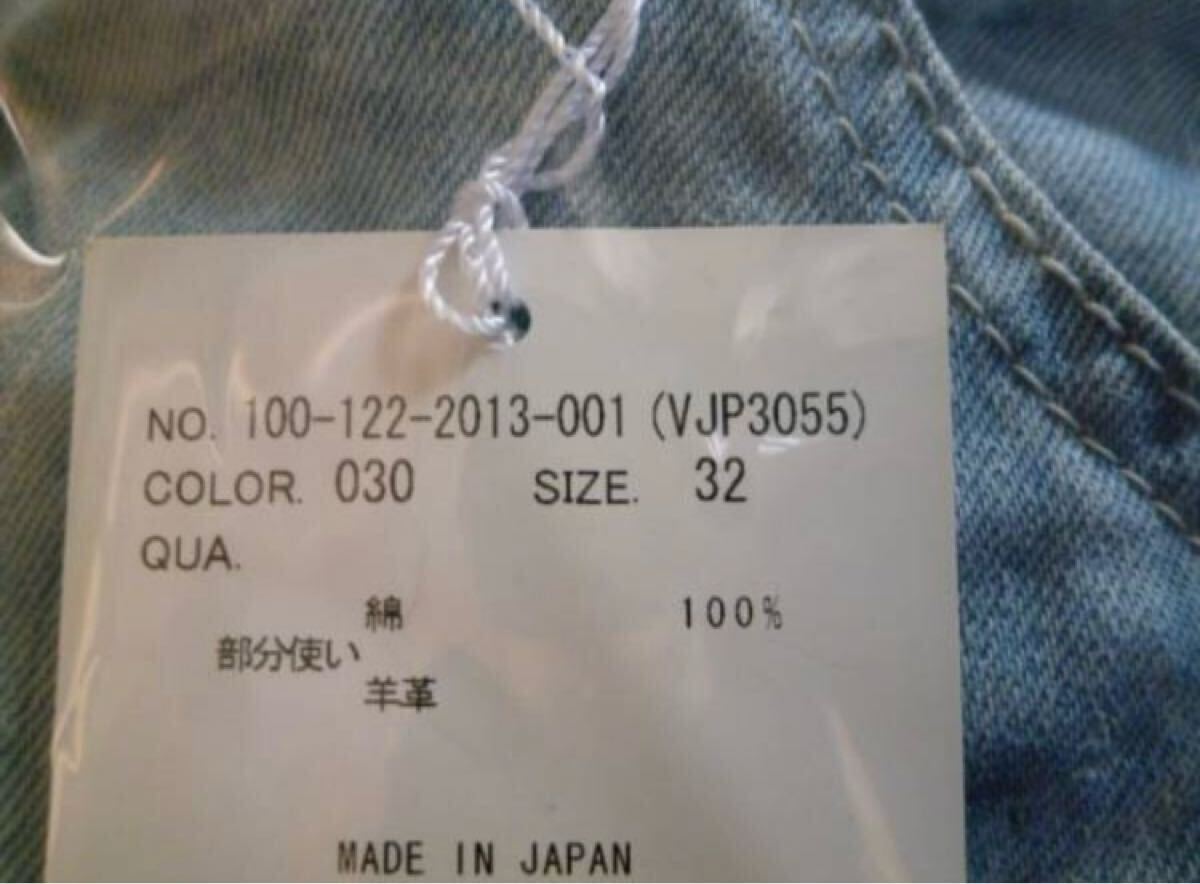 NO. 100-122-2013-001 (VJP3055)
COLOR. 030 SIZE. 32
QUA.
綿 100%
部分使い
羊革
MADE IN JAPAN